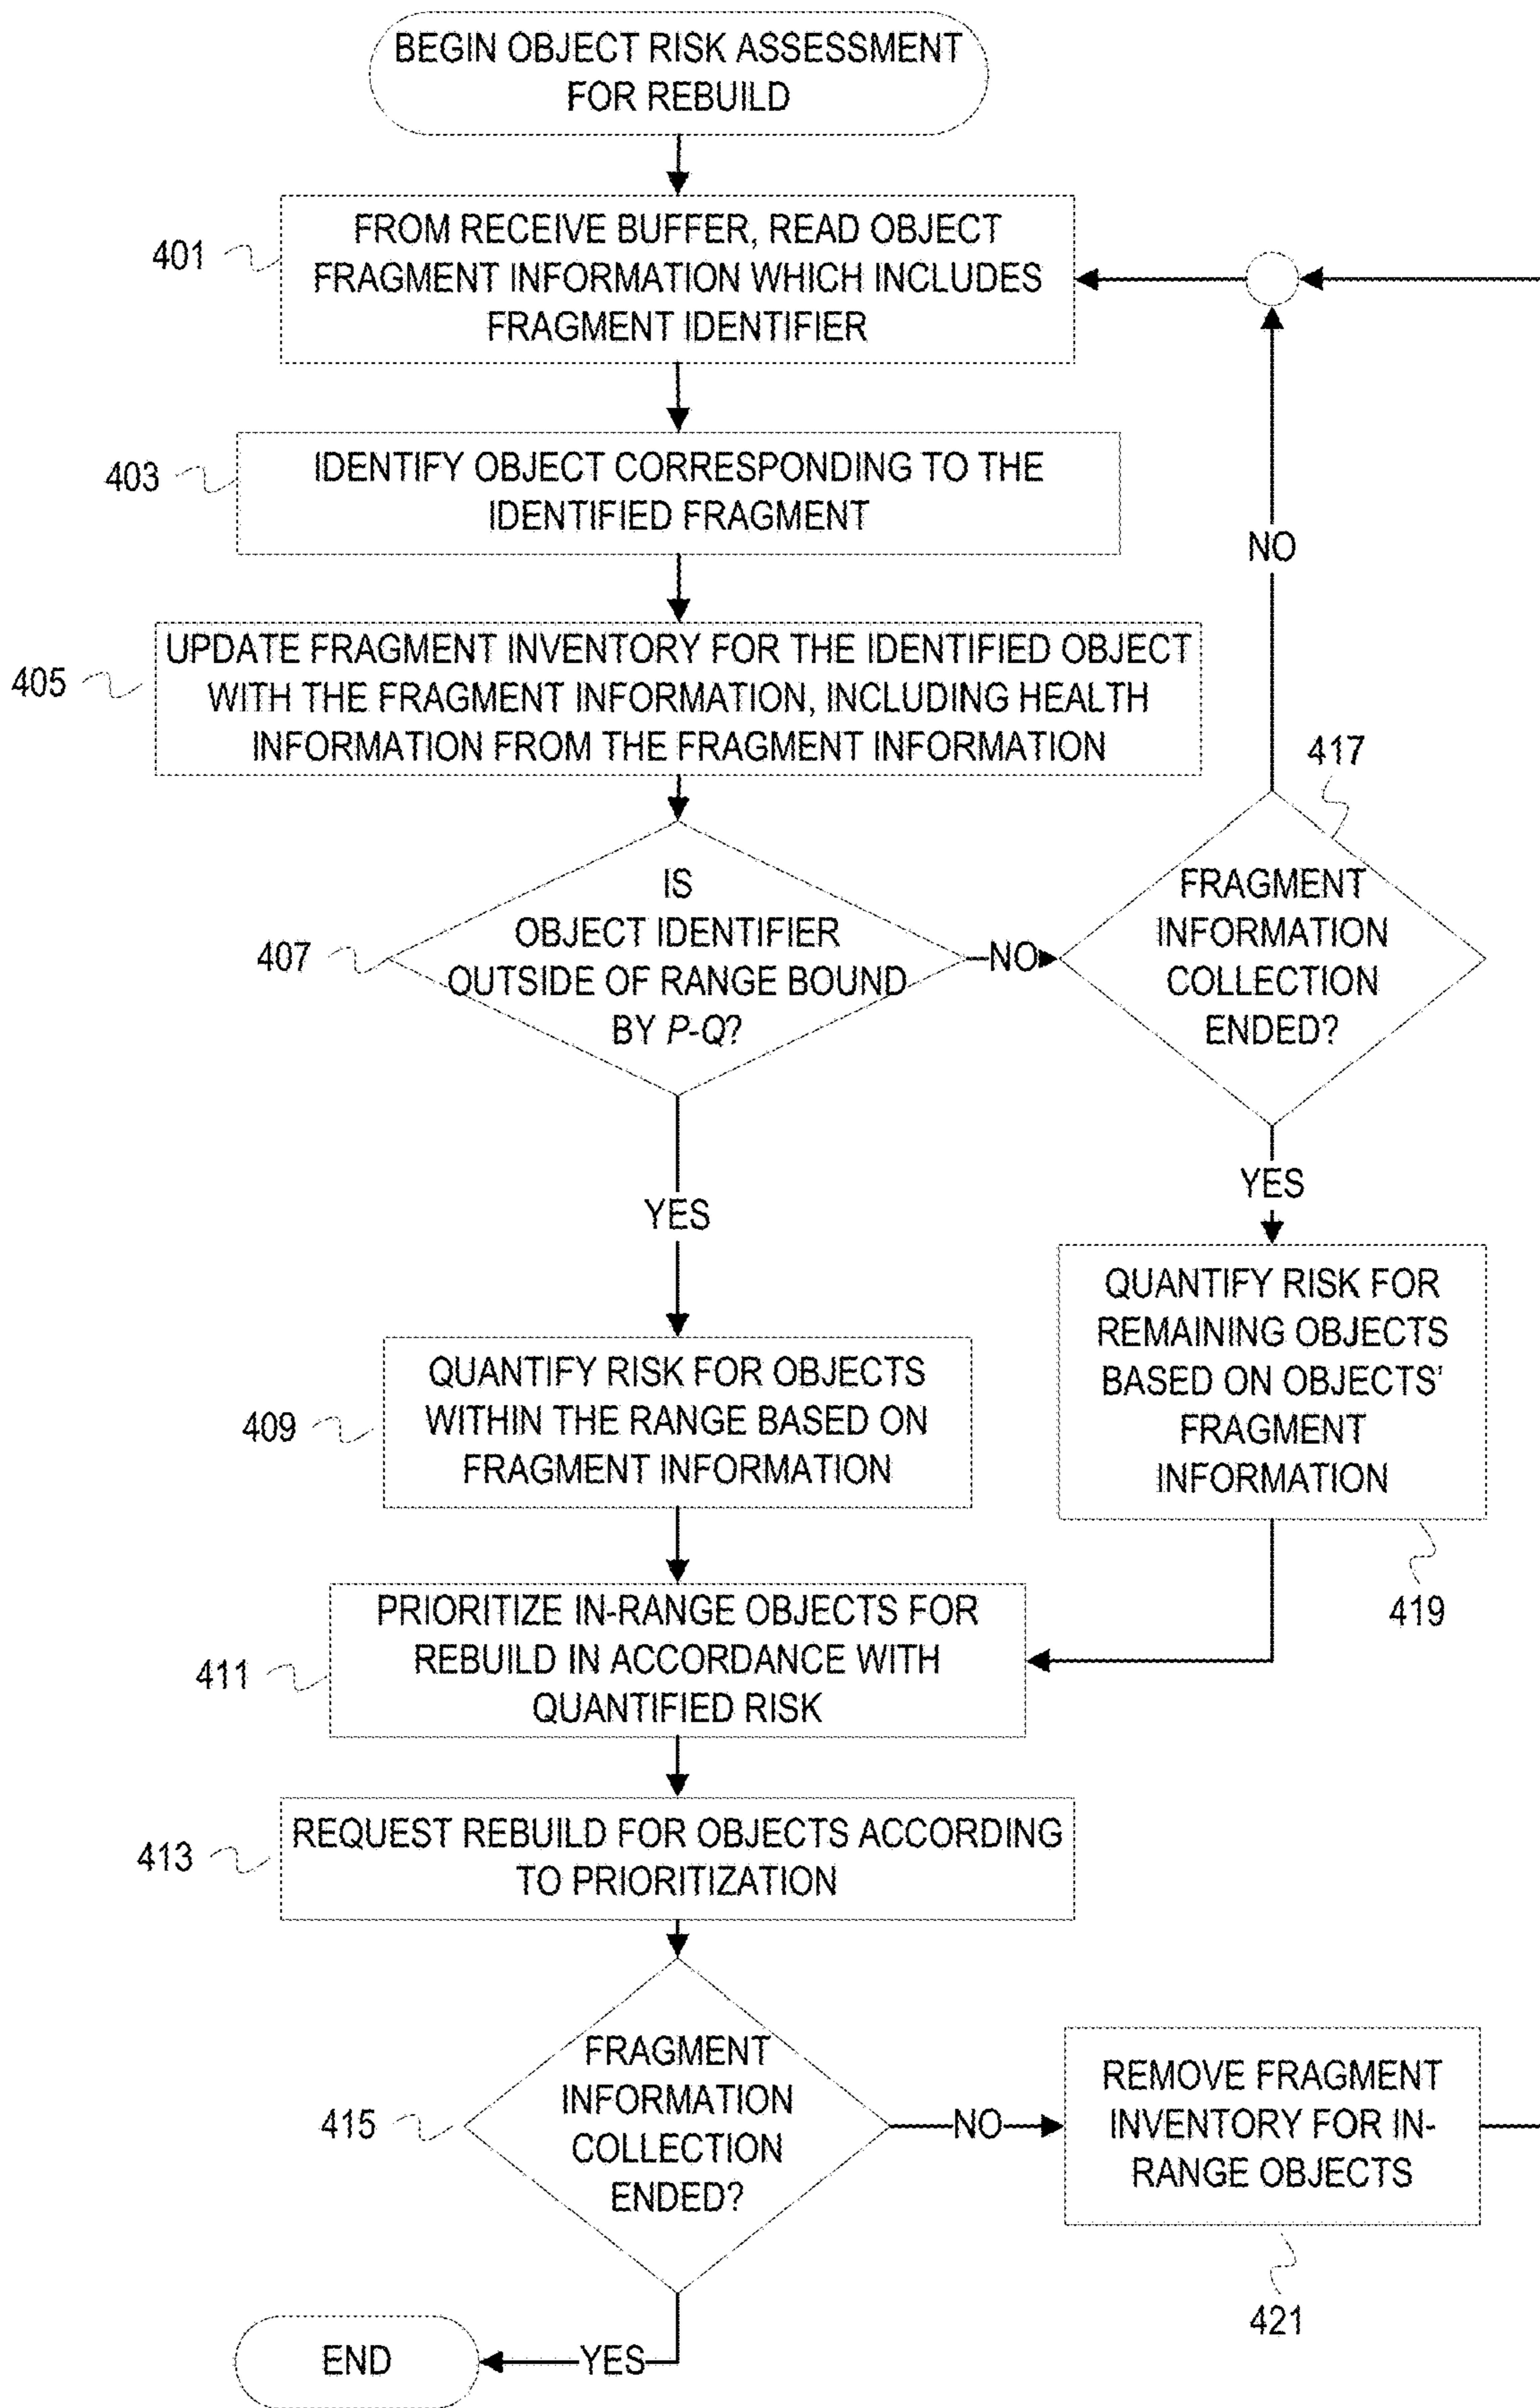 BEGIN OBJECT RISK ASSESSMENT
FOR REBUILD
401
FROM RECEIVE BUFFER, READ OBJECT
FRAGMENT INFORMATION WHICH INCLUDES
FRAGMENT IDENTIFIER
403
IDENTIFY OBJECT CORRESPONDING TO THE
IDENTIFIED FRAGMENT
NO
405
UPDATE FRAGMENT INVENTORY FOR THE IDENTIFIED OBJECT
WITH THE FRAGMENT INFORMATION, INCLUDING HEALTH
INFORMATION FROM THE FRAGMENT INFORMATION
417
407
IS
OBJECT IDENTIFIER
OUTSIDE OF RANGE BOUND
BY P-Q?
NO
FRAGMENT
INFORMATION
COLLECTION
ENDED?
YES
YES
409
QUANTIFY RISK FOR OBJECTS
WITHIN THE RANGE BASED ON
FRAGMENT INFORMATION
QUANTIFY RISK FOR
REMAINING OBJECTS
BASED ON OBJECTS'
FRAGMENT
INFORMATION
419
411
PRIORITIZE IN-RANGE OBJECTS FOR
REBUILD IN ACCORDANCE WITH
QUANTIFIED RISK
413
REQUEST REBUILD FOR OBJECTS ACCORDING
TO PRIORITIZATION
415
FRAGMENT
INFORMATION
COLLECTION
ENDED?
NO
REMOVE FRAGMENT
INVENTORY FOR IN-
RANGE OBJECTS
421
YES
END